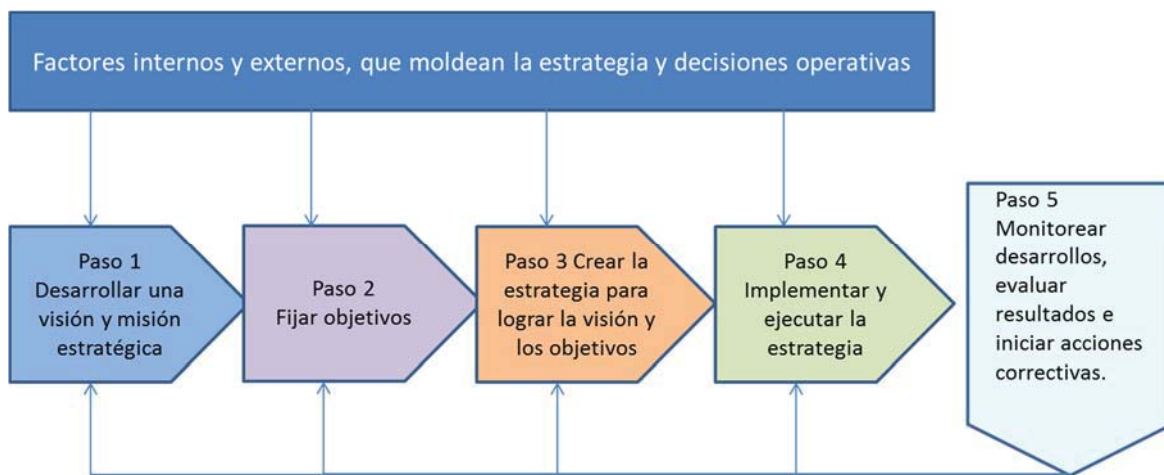 Factores internos y externos, que moldean la estrategia y decisiones operativas
Paso 1
Desarrollar una
visión y misión
estratégica
Paso 2
Fijar objetivos
Paso 3 Crear la
estrategia para
lograr la visión y
los objetivos
Paso 4
Implementar y
ejecutar la
estrategia
Paso 5
Monitorear
desarrollos,
evaluar
resultados e
iniciar acciones
correctivas.